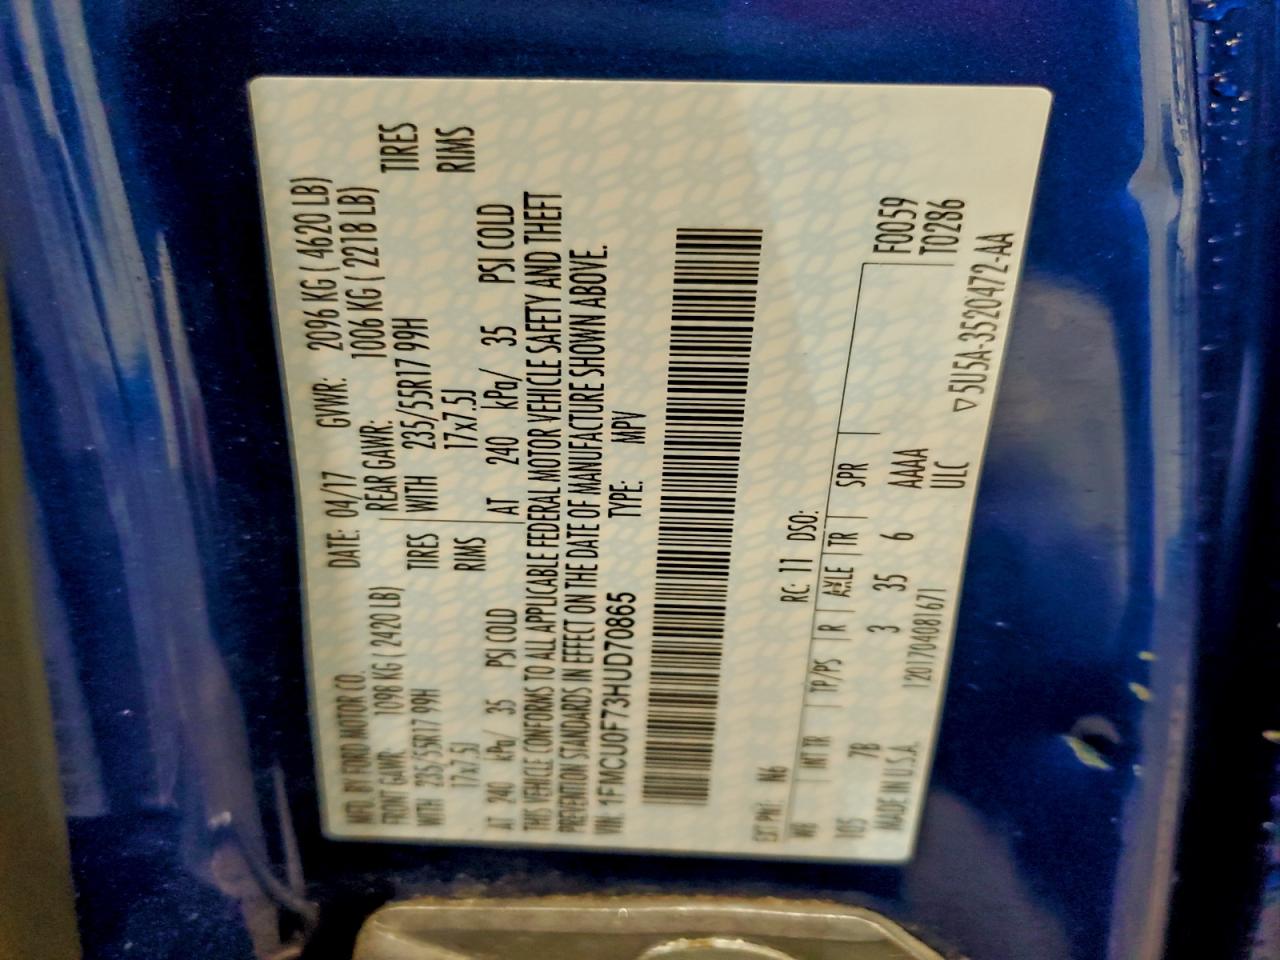 MFD. BY FORD MOTOR CO. DATE: 04/17 GVWR: 2096 KG ( 4620 LB)
FRONT GAWR: 1098 KG ( 2420 LB) REAR GAWR: 1006 KG ( 2218 LB)
WITH 235/55R17 99H TIRES WITH 235/55R17 99H TIRES
17x7.5J RIMS 17x7.5J RIMS
AT 240 kPa/ 35 PSI COLD AT 240 kPa/ 35 PSI COLD
THIS VEHICLE CONFORMS TO ALL APPLICABLE FEDERAL MOTOR VEHICLE SAFETY AND THEFT
PREVENTION STANDARDS IN EFFECT ON THE DATE OF MANUFACTURE SHOWN ABOVE.
VIN: 1FMCU0F73HUD70865 TYPE: MPV
EXT PNT: N6 RC: 11 DSO:
WB INT TR TP/PS R AXLE TR SPR F0059
105 7B 3 35 6 AAAA T0286
MADE IN U.S.A. 120170408167
ULC
▽5U5A-3520472-AA